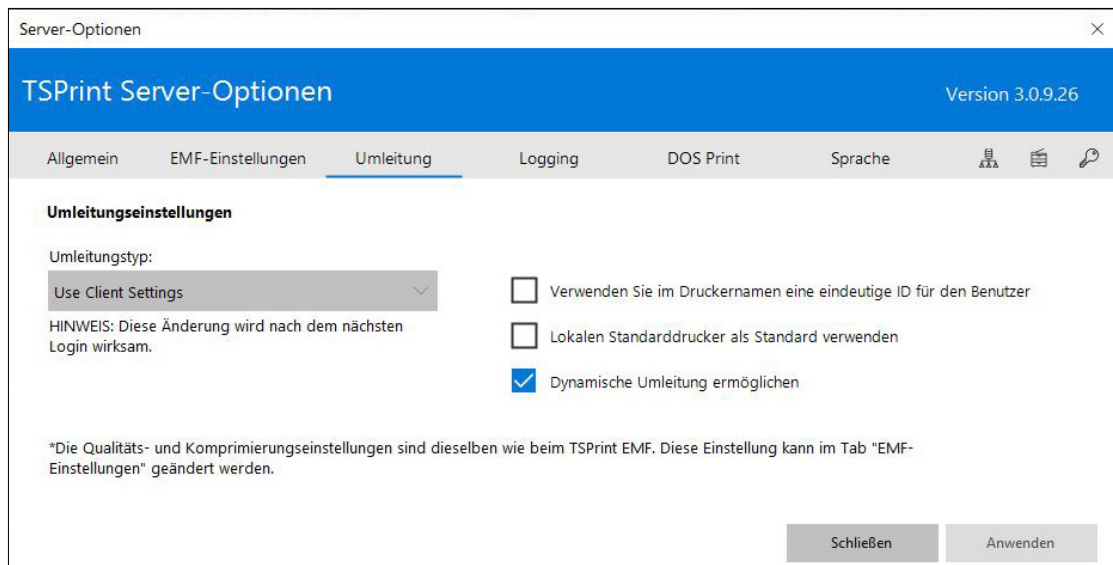 Server-Optionen
TSPrint Server-Optionen
Version 3.0.9.26
Allgemein EMF-Einstellungen Umleitung Logging DOS Print Sprache
Umleitungseinstellungen
Umleitungstyp:
Use Client Settings
HINWEIS: Diese Änderung wird nach dem nächsten
Login wirksam.
Verwenden Sie im Druckernamen eine eindeutige ID für den Benutzer
Lokalen Standarddrucker als Standard verwenden
Dynamische Umleitung ermöglichen
*Die Qualitäts- und Komprimierungseinstellungen sind dieselben wie beim TSPrint EMF. Diese Einstellung kann im Tab "EMF-
Einstellungen" geändert werden.
Schließen Anwenden